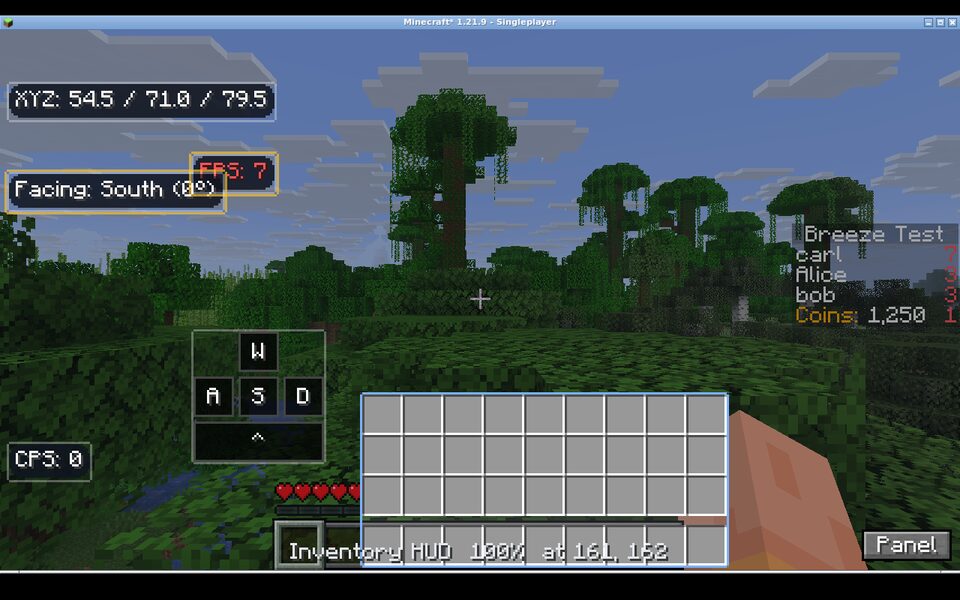 Minecraft* 1.21.9 - Singleplayer
XYZ: 54.5 / 71.0 / 79.5
FPS: 7
Facing: South (0°)
Breeze Test
carl 7
Alice 3
bob 3
Coins: 1,250 1
W
A S D
^
CPS: 0
Inventory HUD 100% at 161, 162
Panel